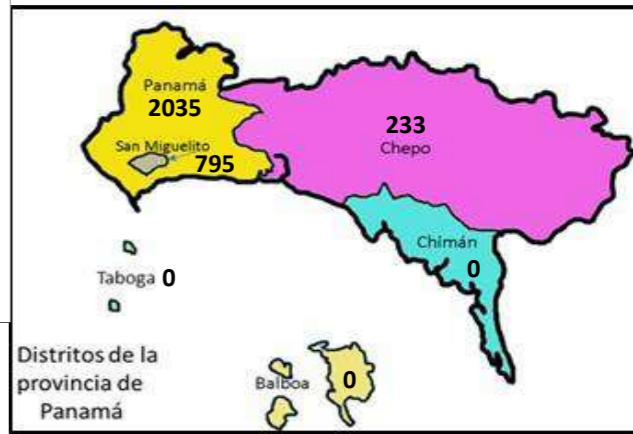 Panamá
2035
San Miguelito
795
233
Chepo
Chimán
0
Taboga 0
Balboa 0
Distritos de la
provincia de
Panamá